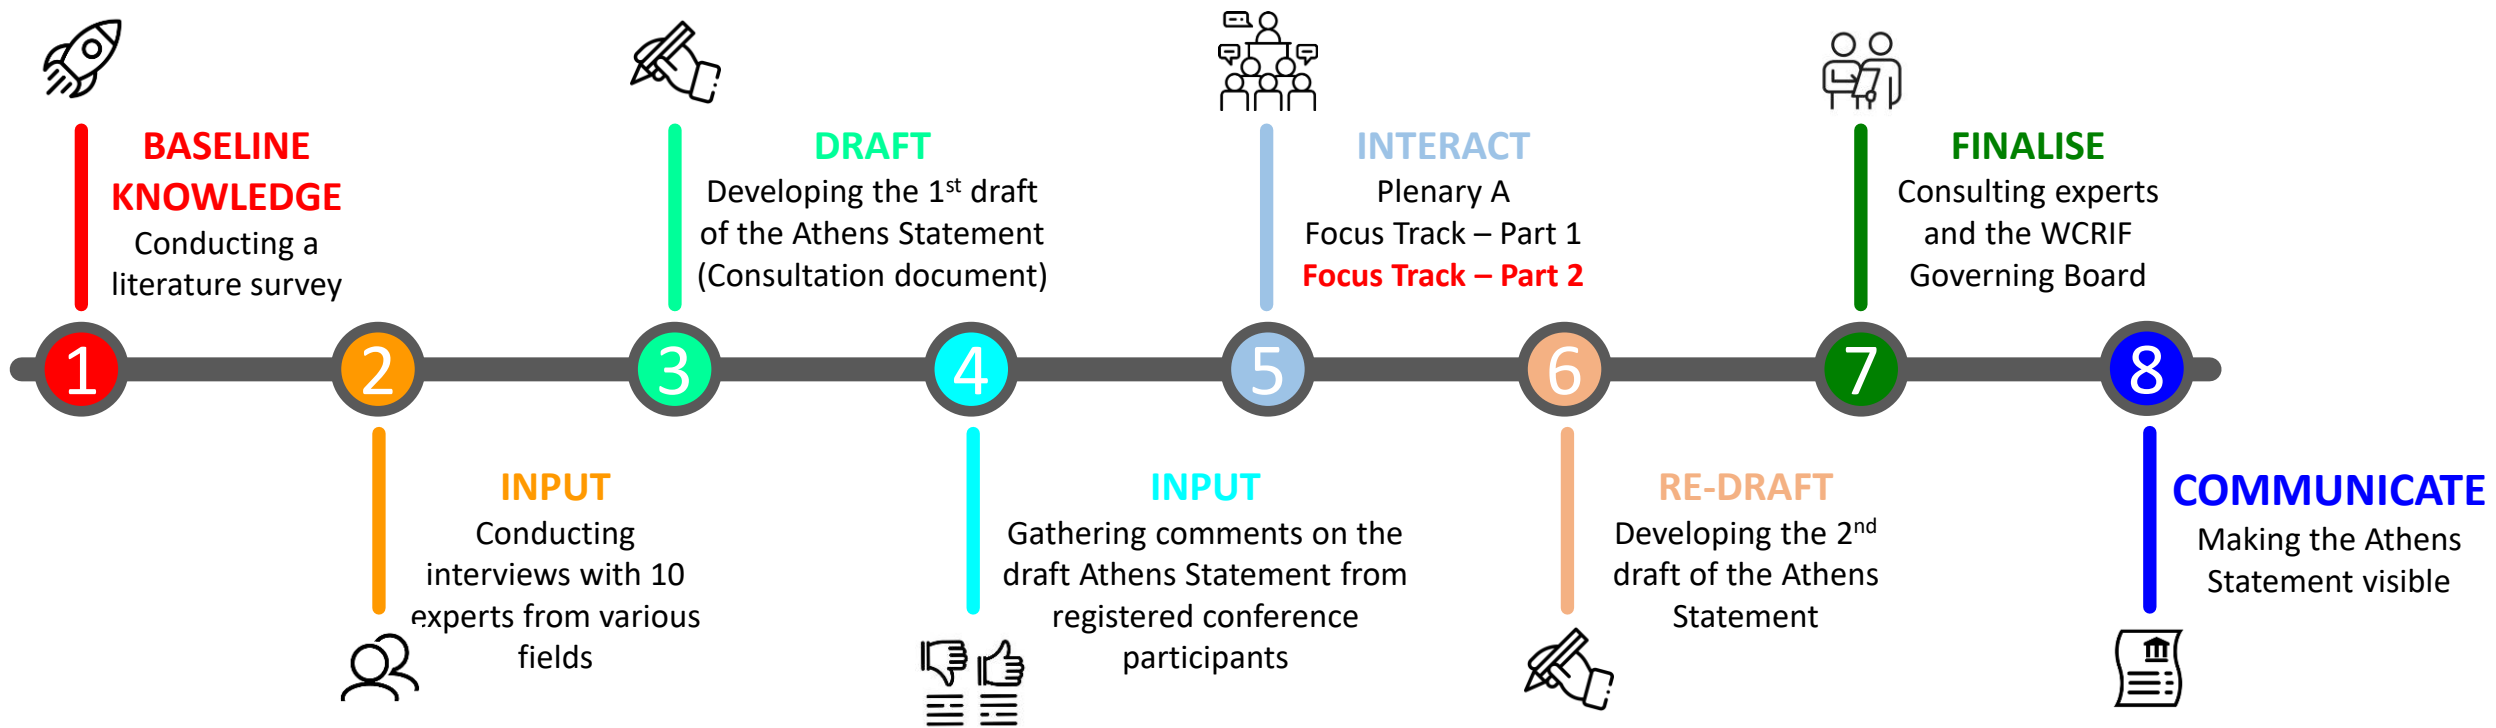 BASELINE
KNOWLEDGE
Conducting a
literature survey
DRAFT
Developing the 1st draft
of the Athens Statement
(Consultation document)
INTERACT
Plenary A
Focus Track – Part 1
Focus Track – Part 2
FINALISE
Consulting experts
and the WCRIF
Governing Board
1
2
3
4
5
6
7
8
INPUT
Conducting
interviews with 10
experts from various
fields
INPUT
Gathering comments on the
draft Athens Statement from
registered conference
participants
RE-DRAFT
Developing the 2nd
draft of the Athens
Statement
COMMUNICATE
Making the Athens
Statement visible